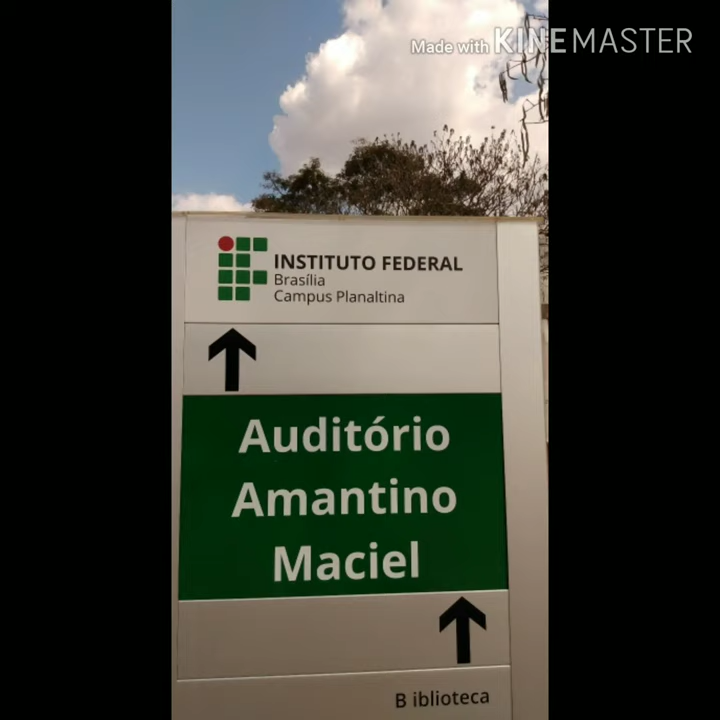 Made with KINEMASTER
INSTITUTO FEDERAL
Brasília
Campus Planaltina
Auditório
Amantino
Maciel
B iblioteca